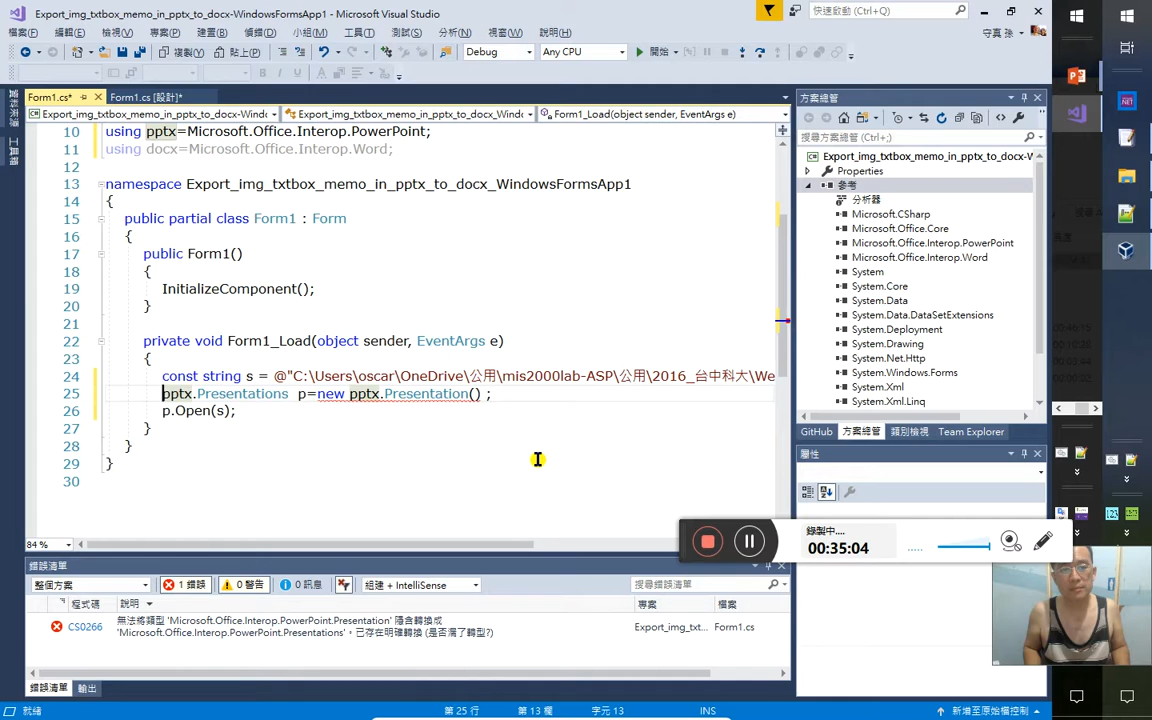 Export_img_txtbox_memo_in_pptx_to_docx-WindowsFormsApp1 - Microsoft Visual Studio
快速啟動 (Ctrl+Q)
檔案(F) 編輯(E) 檢視(V) 專案(P) 建置(B) 偵錯(D) 小組(M) 工具(T) 測試(S) 分析(N) 視窗(W) 說明(H)
守真 孫
複製(Y) 貼上(P) Debug Any CPU 開始
Form1.cs* Form1.cs [設計]*
Export_img_txtbox_memo_in_pptx_to_docx-Windo Export_img_txtbox_memo_in_pptx_to_docx_Winc Form1_Load(object sender, EventArgs e)
10 using pptx=Microsoft.Office.Interop.PowerPoint;
11 using docx=Microsoft.Office.Interop.Word;
12
13 namespace Export_img_txtbox_memo_in_pptx_to_docx_WindowsFormsApp1
14 {
15 public partial class Form1 : Form
16 {
17 public Form1()
18 {
19 InitializeComponent();
20 }
21
22 private void Form1_Load(object sender, EventArgs e)
23 {
24 const string s = @"C:\Users\oscar\OneDrive\公用\mis2000lab-ASP\公用\2016_台中科大\We
25 pptx.Presentations p=new pptx.Presentation() ;
26 p.Open(s);
27 }
28 }
29 }
30
84 %
方案總管
搜尋方案總管 (Ctrl+;)
Export_img_txtbox_memo_in_pptx_to_docx-W
Properties
參考
分析器
Microsoft.CSharp
Microsoft.Office.Core
Microsoft.Office.Interop.PowerPoint
Microsoft.Office.Interop.Word
System
System.Core
System.Data
System.Data.DataSetExtensions
System.Deployment
System.Drawing
System.Net.Http
System.Windows.Forms
System.Xml
System.Xml.Linq
GitHub 方案總管 類別檢視 Team Explorer
屬性
錄製中....
00:35:04
錯誤清單
整個方案 1 錯誤 0 警告 0 訊息 組建 + IntelliSense 搜尋錯誤清單
程式碼 說明 專案 檔案
CS0266 無法將類型 'Microsoft.Office.Interop.PowerPoint.Presentation' 隱含轉換成
'Microsoft.Office.Interop.PowerPoint.Presentations'。已存在明確轉換 (是否漏了轉型?) Export_img_txt... Form1.cs
錯誤清單 輸出
第 25 行 第 13 欄 字元 13 INS 新增至原始檔控制